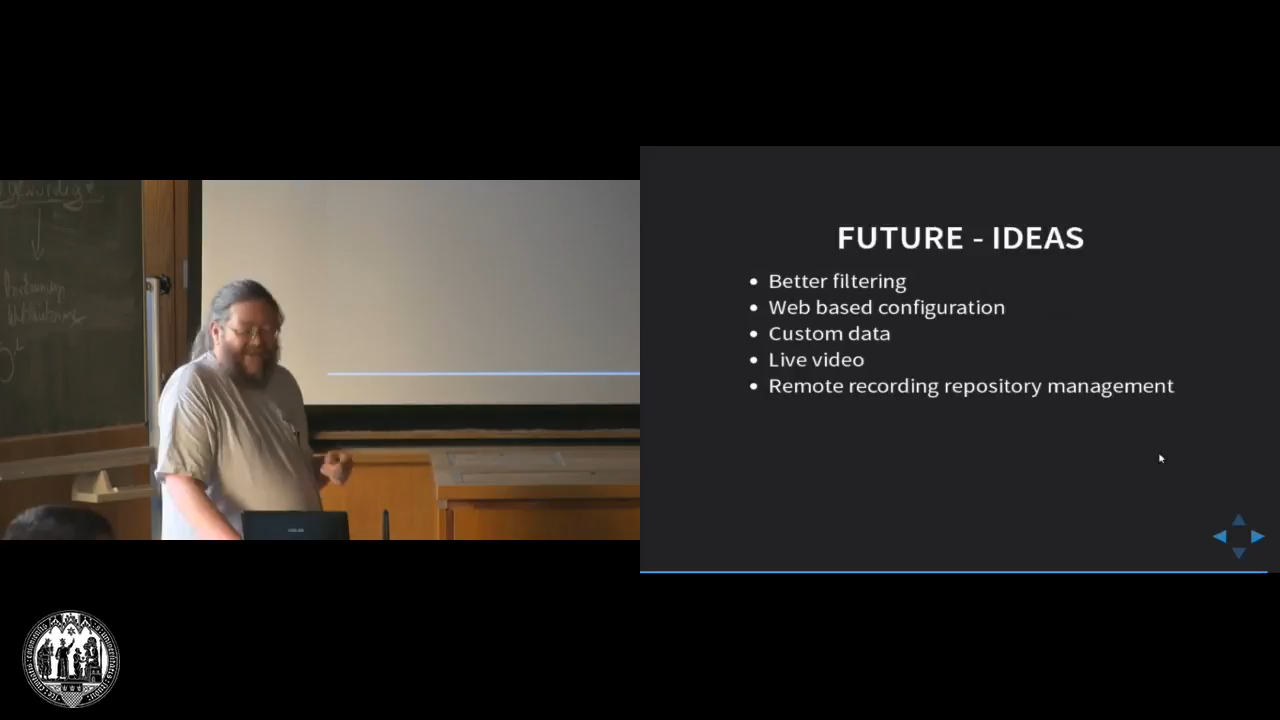 FUTURE - IDEAS
Better filtering
Web based configuration
Custom data
Live video
Remote recording repository management